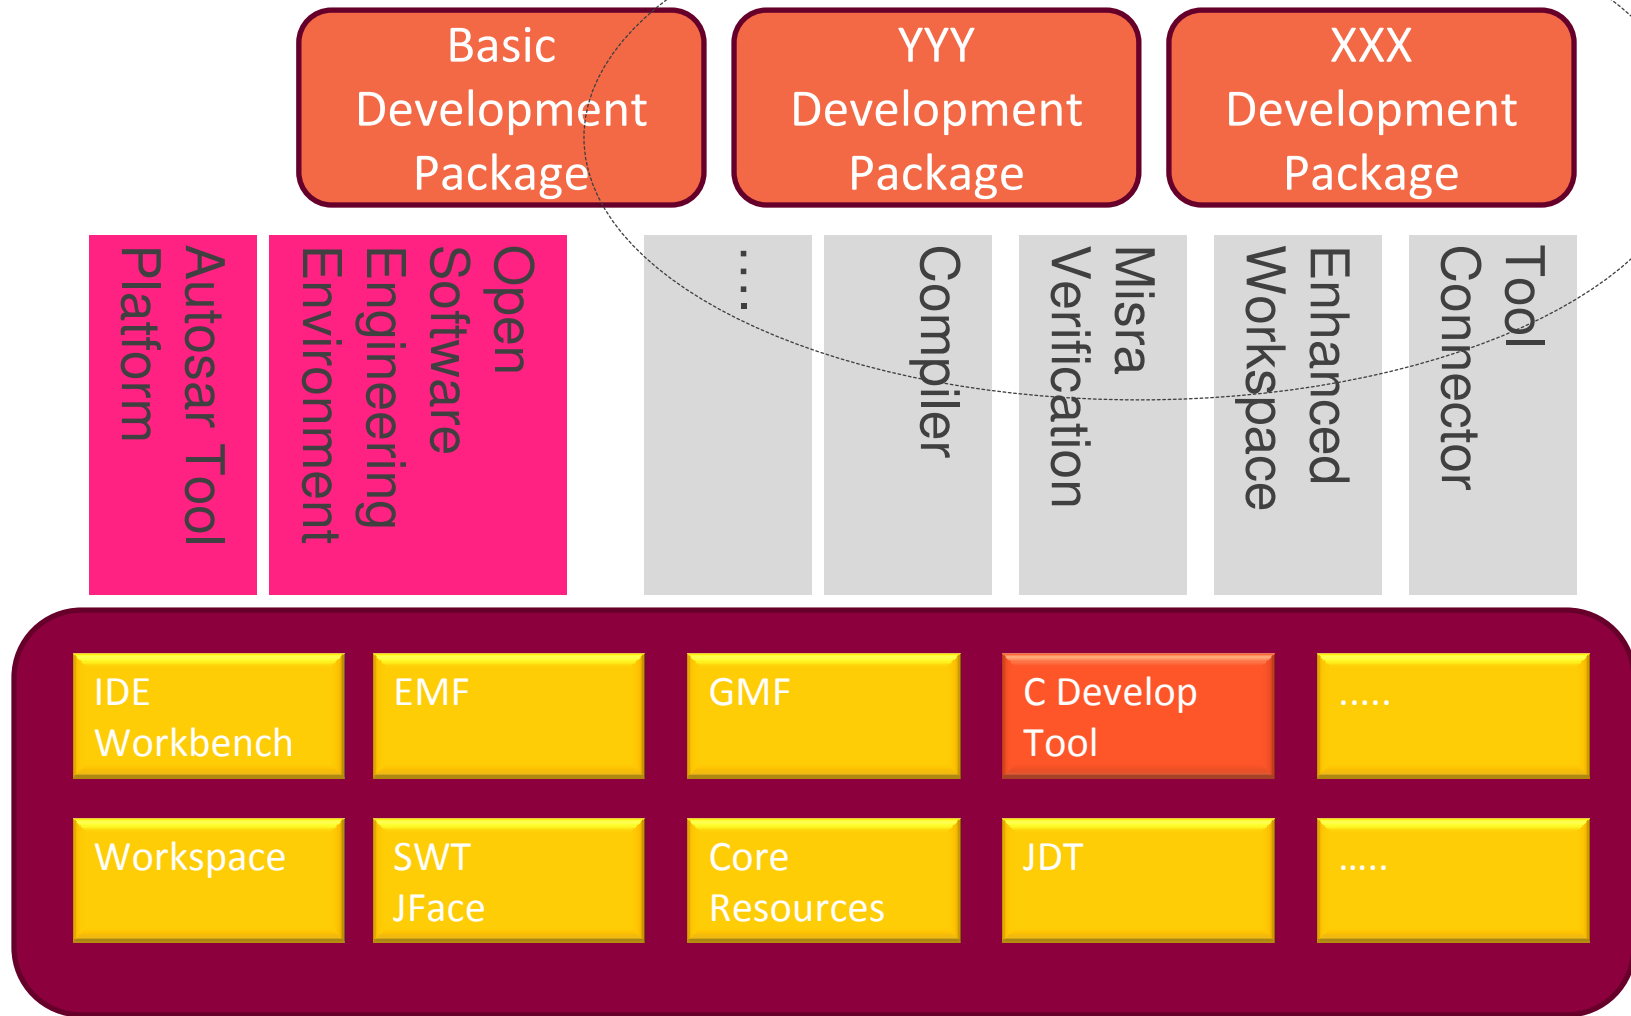 Basic
Development
Package
YYY
Development
Package
XXX
Development
Package
Autosar Tool
Platform
Open
Software
Engineering
Environment
....
Compiler
Misra
Verification
Enhanced
Workspace
Tool
Connector
IDE
Workbench
EMF
GMF
C Develop
Tool
.....
Workspace
SWT
JFace
Core
Resources
JDT
.....